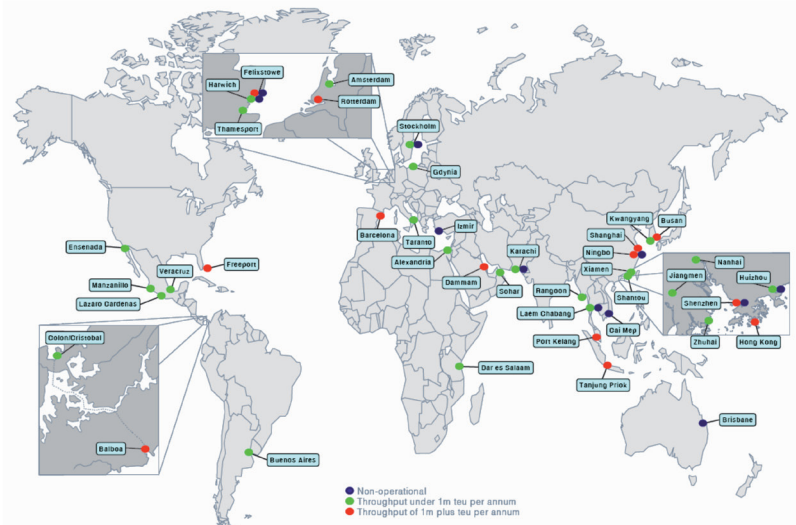 Felixstowe
Harwich
Amsterdam
Rotterdam
Thamesport
Stockholm
Gdynia
Kwangyang
Busan
Barcelona
Izmir
Shanghai
Taranto
Ensenada
Karachi
Ningbo
Veracruz
Freeport
Alexandria
Xiamen
Nanhai
Jiangmen
Huizhou
Manzanillo
Dammam
Sohar
Rangoon
Shantou
Shenzhen
Lazaro Cardenas
Laem Chabang
Cai Mep
Zhuhai
Hong Kong
Colon/Cristobal
Port Kelang
Dar es Salaam
Tanjung Priok
Brisbane
Balboa
Buenos Aires
Non-operational
Throughput under 1m teu per annum
Throughput of 1m plus teu per annum